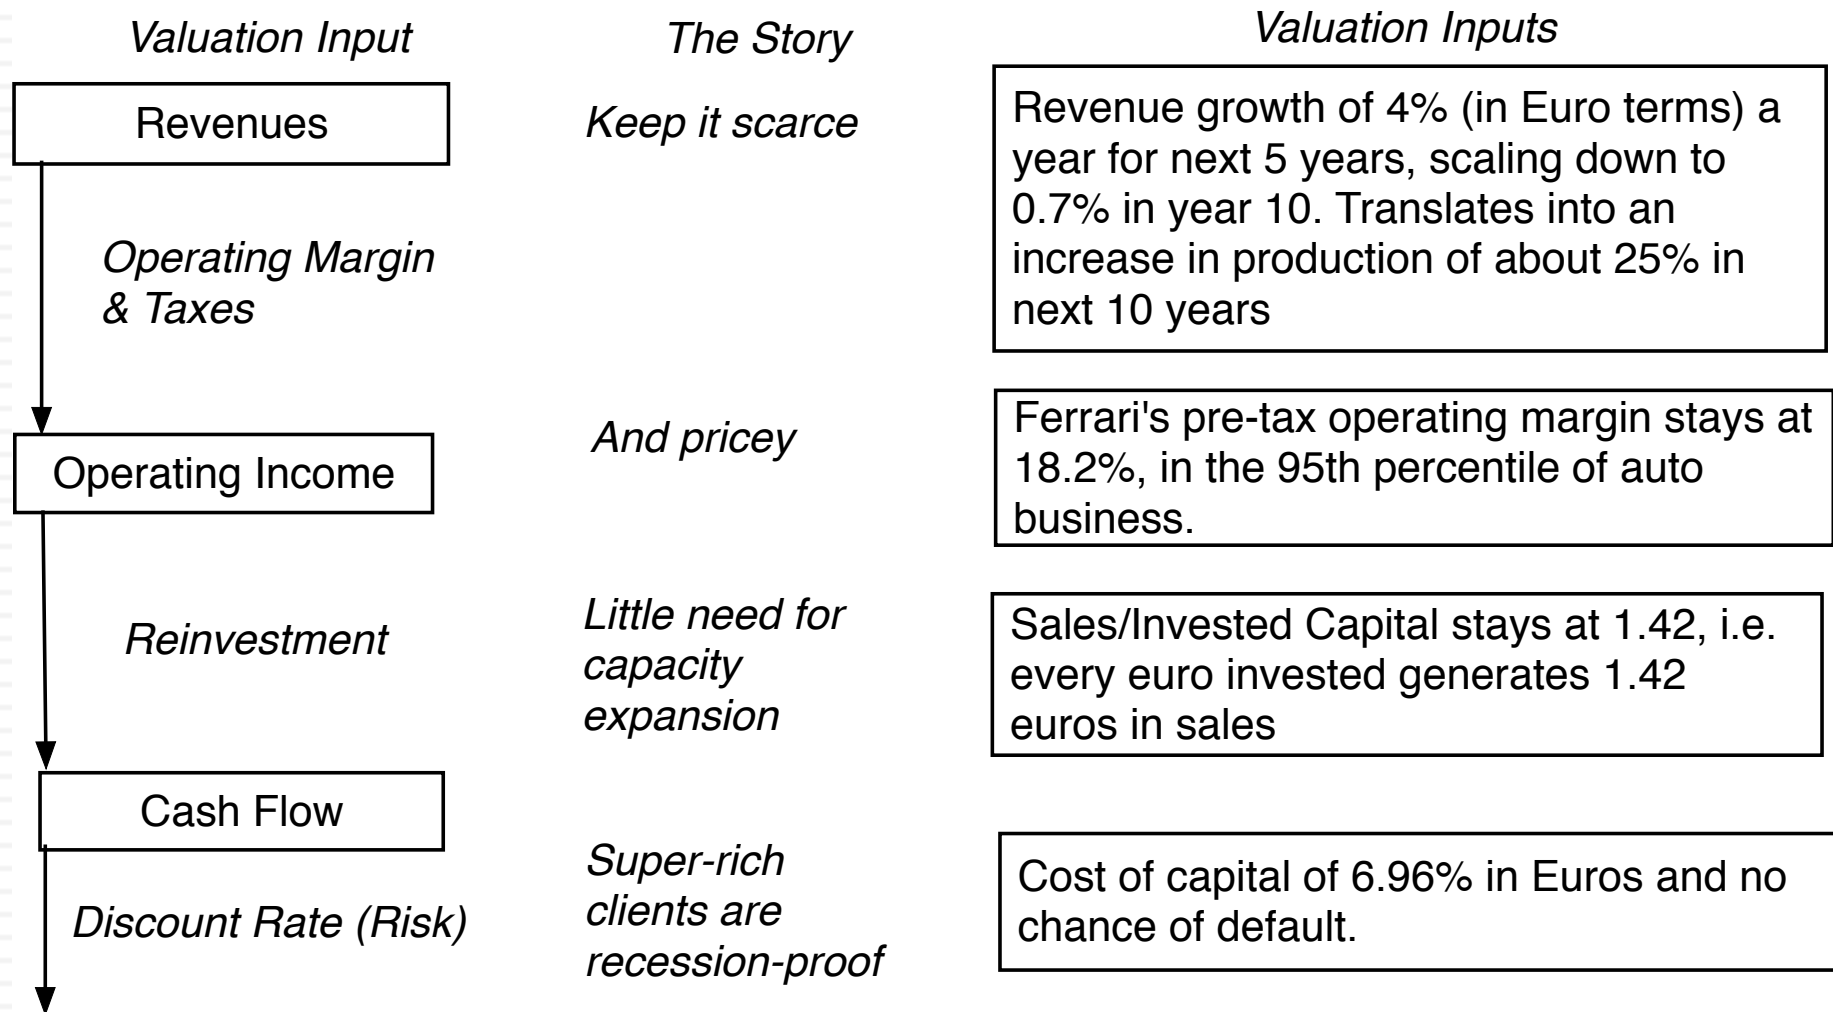 Valuation Input
The Story
Valuation Inputs
Revenues
Keep it scarce
Revenue growth of 4% (in Euro terms) a
year for next 5 years, scaling down to
0.7% in year 10. Translates into an
increase in production of about 25% in
next 10 years
Operating Margin
& Taxes
Operating Income
And pricey
Ferrari's pre-tax operating margin stays at
18.2%, in the 95th percentile of auto
business.
Reinvestment
Little need for
capacity
expansion
Sales/Invested Capital stays at 1.42, i.e.
every euro invested generates 1.42
euros in sales
Cash Flow
Discount Rate (Risk)
Super-rich
clients are
recession-proof
Cost of capital of 6.96% in Euros and no
chance of default.